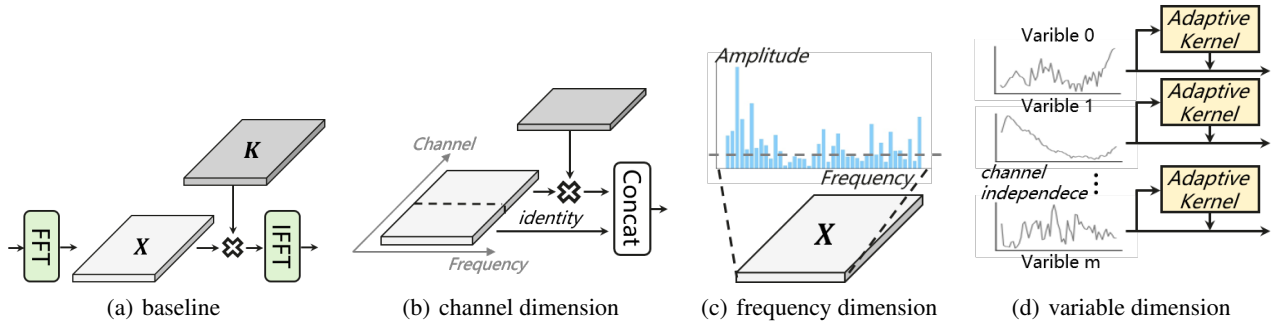 FFT
X
K
IFFT
(a) baseline
Channel
Frequency
identity
Concat
(b) channel dimension
Amplitude
Frequency
X
(c) frequency dimension
Varible 0
Adaptive
Kernel
Varible 1
Adaptive
Kernel
channel
independece
Adaptive
Kernel
Varible m
(d) variable dimension